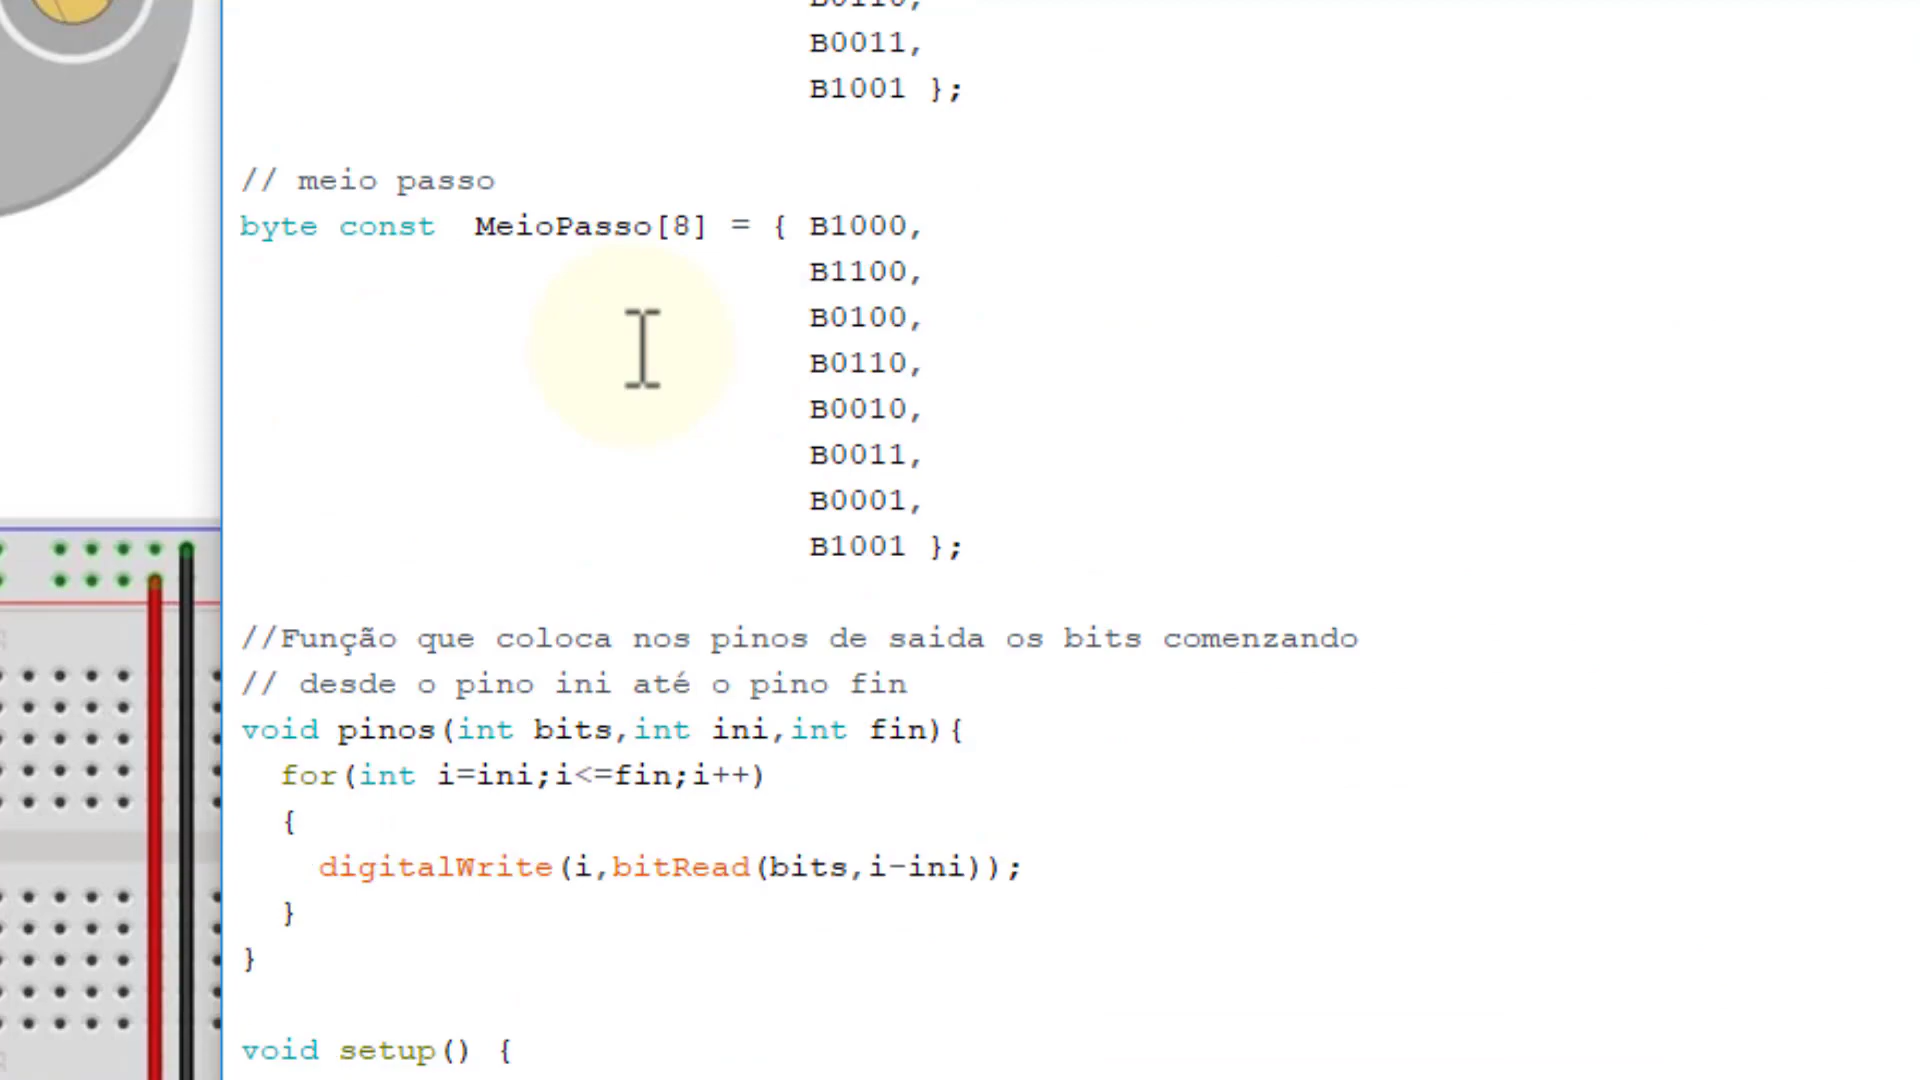 B0110,
B0011,
B1001 };
// meio passo
byte const  MeioPasso[8] = { B1000,
B1100,
B0100,
B0110,
B0010,
B0011,
B0001,
B1001 };
//Função que coloca nos pinos de saida os bits comenzando
// desde o pino ini até o pino fin
void pinos(int bits,int ini,int fin){
for(int i=ini;i<=fin;i++)
{
digitalWrite(i,bitRead(bits,i-ini));
}
}
void setup() {